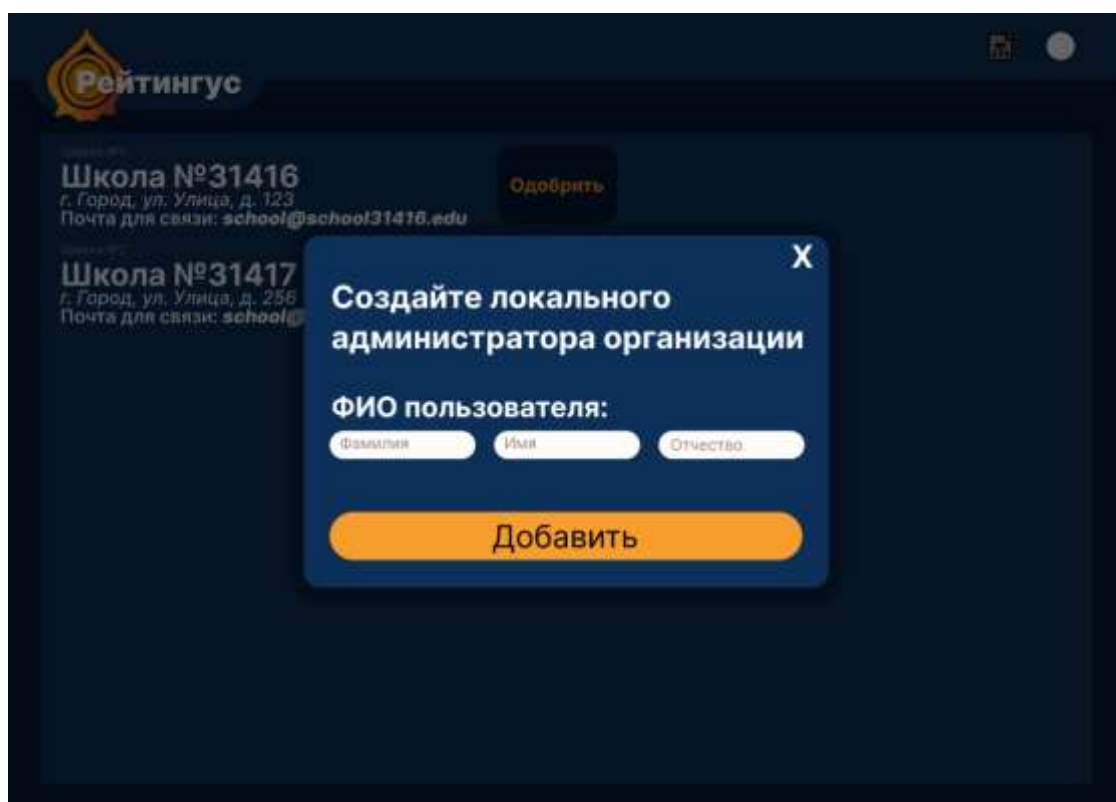 Рейтингус
Школа №31416
г. Город, ул. Улица, д. 123
Почта для связи: school@school31416.edu
Одобрить
Школа №31417
г. Город, ул. Улица, д. 256
Почта для связи: school@
X
Создайте локального
администратора организации
ФИО пользователя:
Фамилия Имя Отчество
Добавить